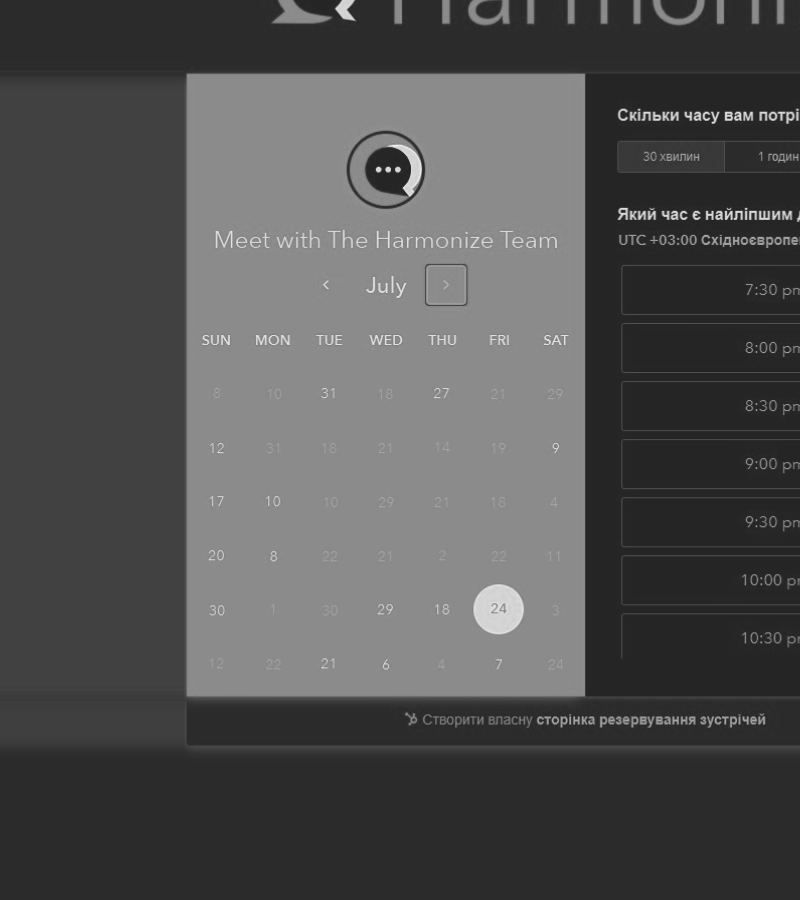 Harmoni
Meet with The Harmonize Team
July
SUN MON TUE WED THU FRI SAT
8 10 31 18 27 21 29
12 31 18 21 14 19 9
17 10 10 29 21 18 4
20 8 22 21 2 22 11
30 1 30 29 18 24 3
12 22 21 6 4 7 24
Скільки часу вам потрі
30 хвилин 1 годин
Який час є найліпшим
UTC +03:00 Східноєвропе
7:30 pm
8:00 pm
8:30 pm
9:00 pm
9:30 pm
10:00 pm
10:30 pm
Створити власну сторінка резервування зустрічей